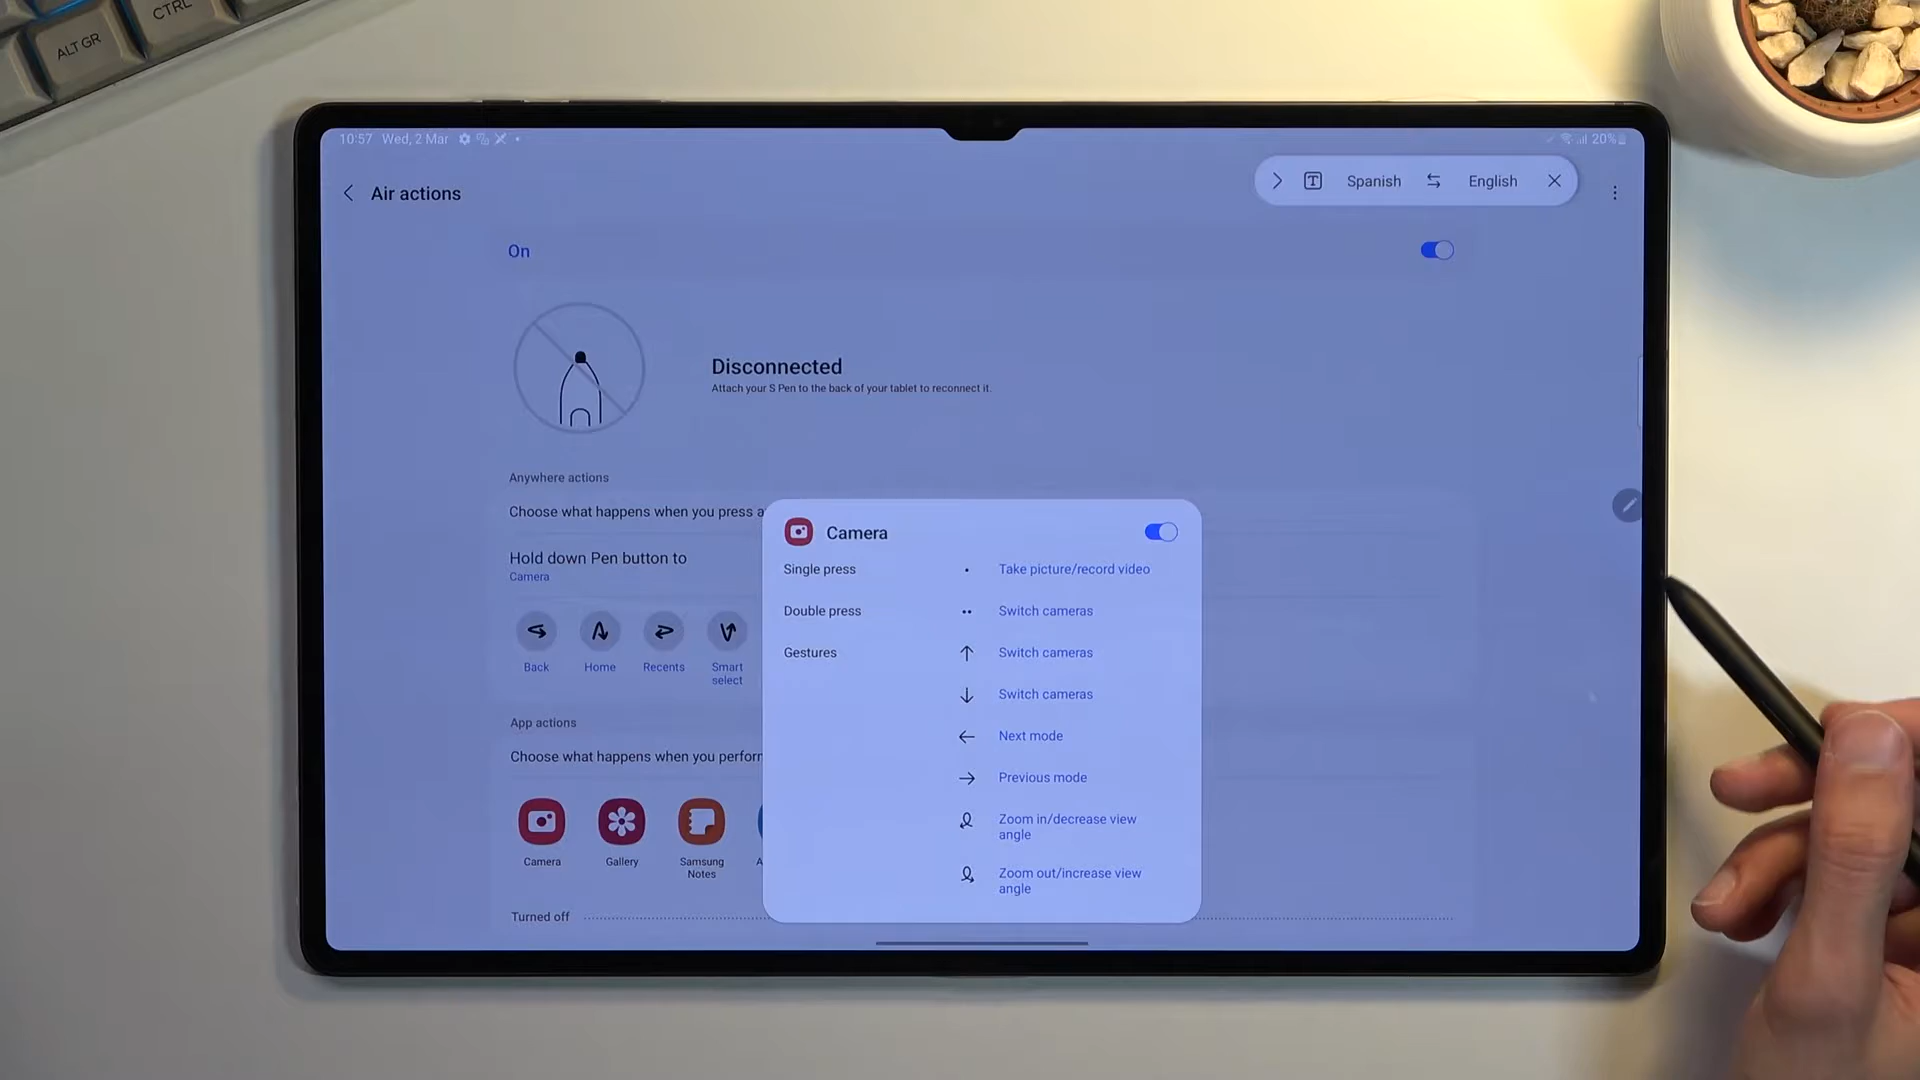 ALT GR
CTRL
10:57 Wed, 2 Mar
20%
Air actions
Spanish
English
On
Disconnected
Attach your S Pen to the back of your tablet to reconnect it.
Anywhere actions
Choose what happens when you press a
Hold down Pen button to
Camera
Back
Home
Recents
Smart
select
App actions
Choose what happens when you perfor
Camera
Gallery
Samsung
Notes
A
Turned off
Camera
Single press
Take picture/record video
Double press
Switch cameras
Gestures
Switch cameras
Switch cameras
Next mode
Previous mode
Zoom in/decrease view
angle
Zoom out/increase view
angle